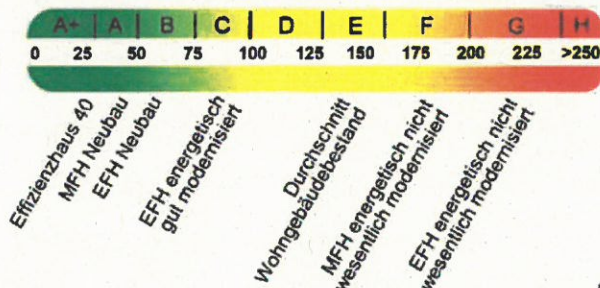 A+ A B C D E F G H
0 25 50 75 100 125 150 175 200 225 >250
Effizienzhaus 40
MFH Neubau
EFH Neubau
EFH energetisch
gut modernisiert
Durchschnitt
Wohngebäudebestand
MFH energetisch nicht
wesentlich modernisiert
EFH energetisch nicht
wesentlich modernisiert